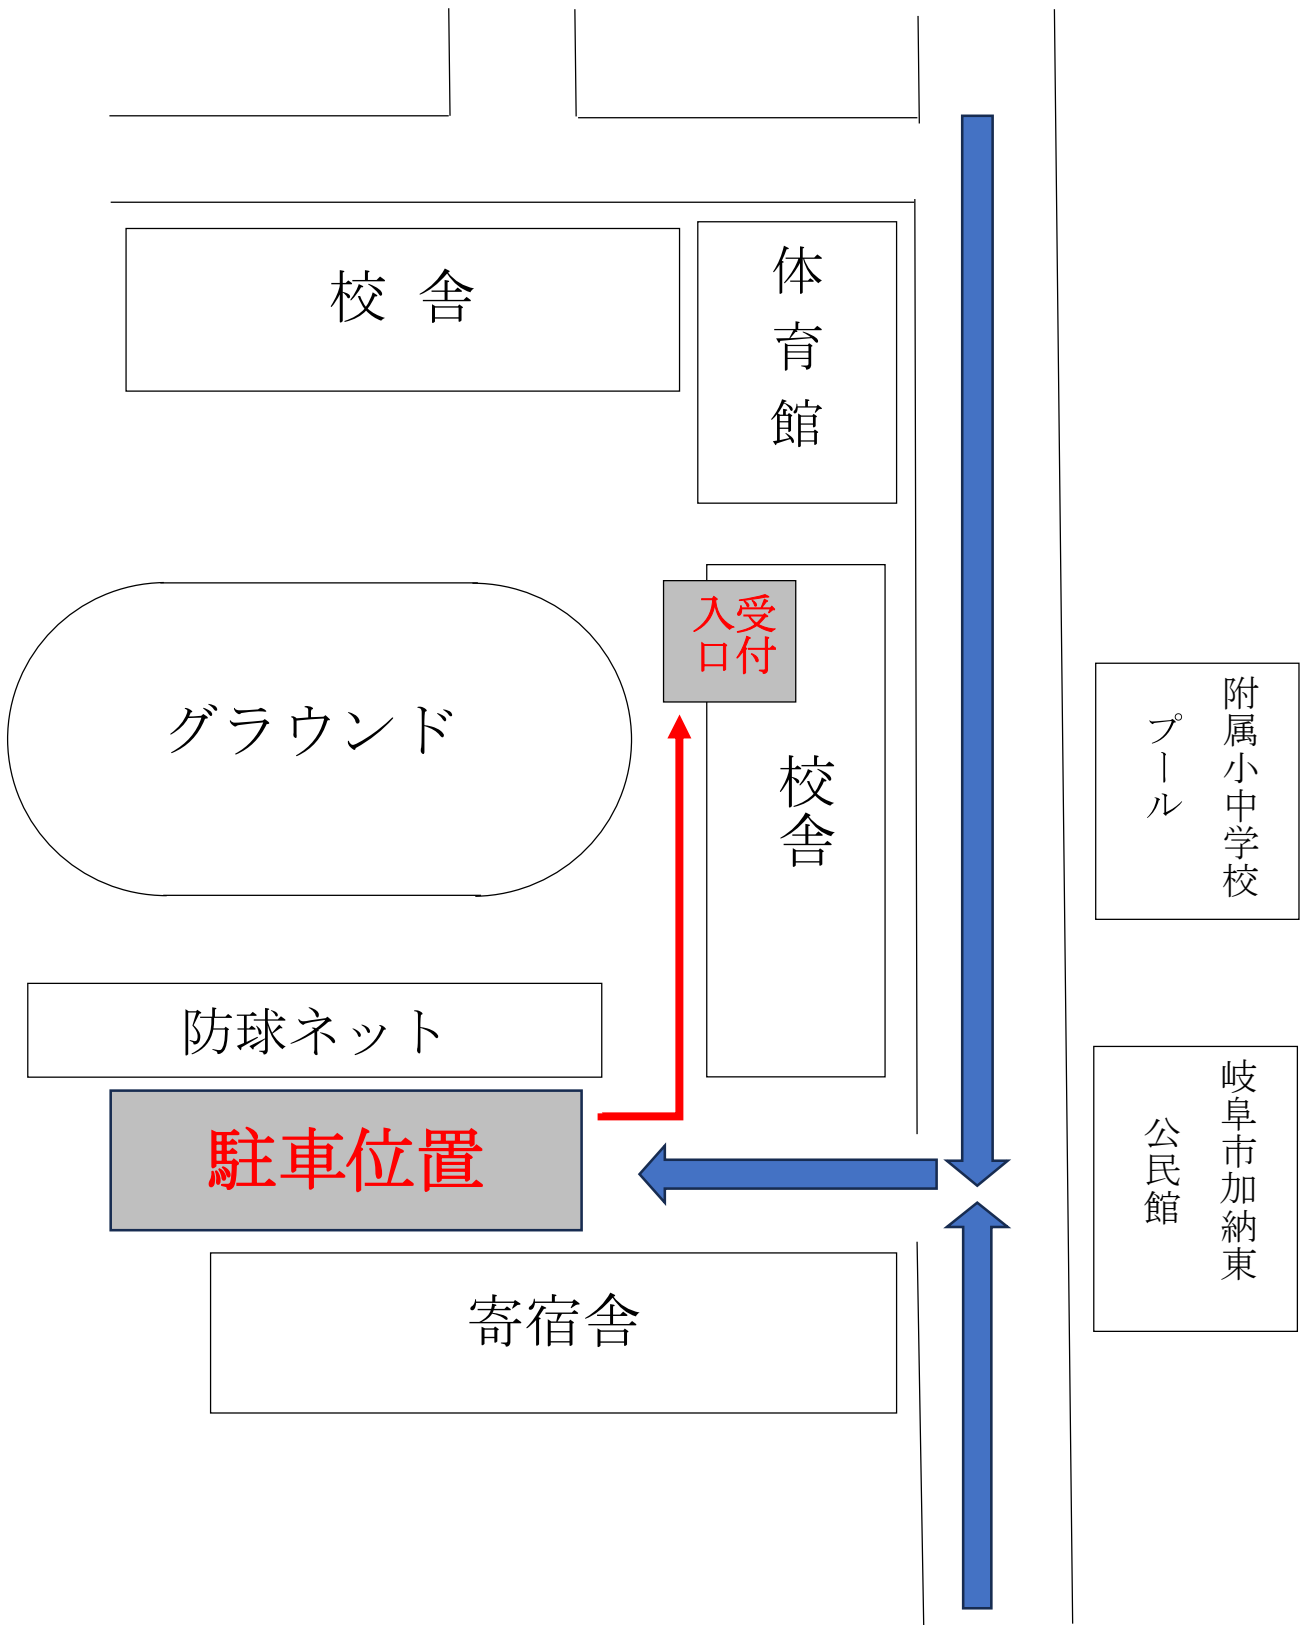 校 舎
体育館
受付
入口
グラウンド
校舎
附属小中学校
プール
防球ネット
駐車位置
岐阜市加納東
公民館
寄宿舎